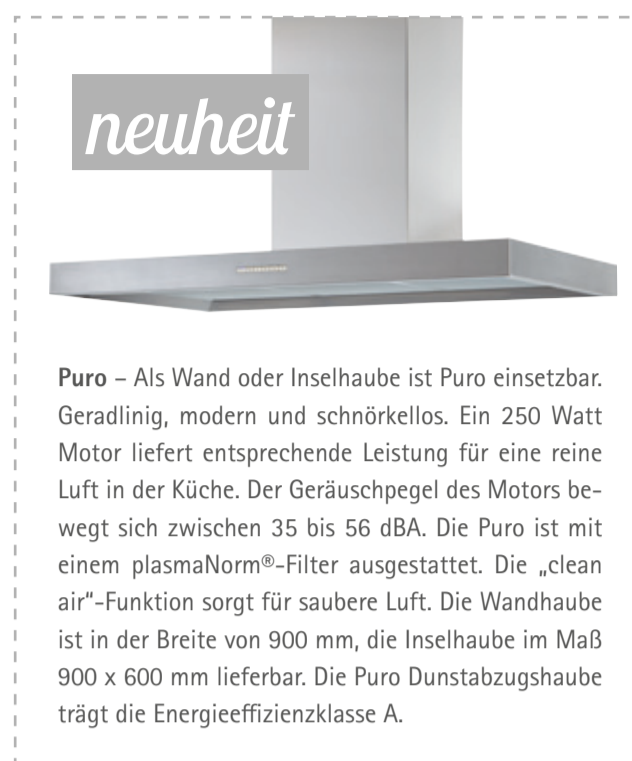 neuheit
Puro – Als Wand oder Inselhaube ist Puro einsetzbar.
Geradlinig, modern und schnörkellos. Ein 250 Watt
Motor liefert entsprechende Leistung für eine reine
Luft in der Küche. Der Geräuschpegel des Motors be-
wegt sich zwischen 35 bis 56 dBA. Die Puro ist mit
einem plasmaNorm®-Filter ausgestattet. Die „clean
air“-Funktion sorgt für saubere Luft. Die Wandhaube
ist in der Breite von 900 mm, die Inselhaube im Maß
900 x 600 mm lieferbar. Die Puro Dunstabzugshaube
trägt die Energieeffizienzklasse A.